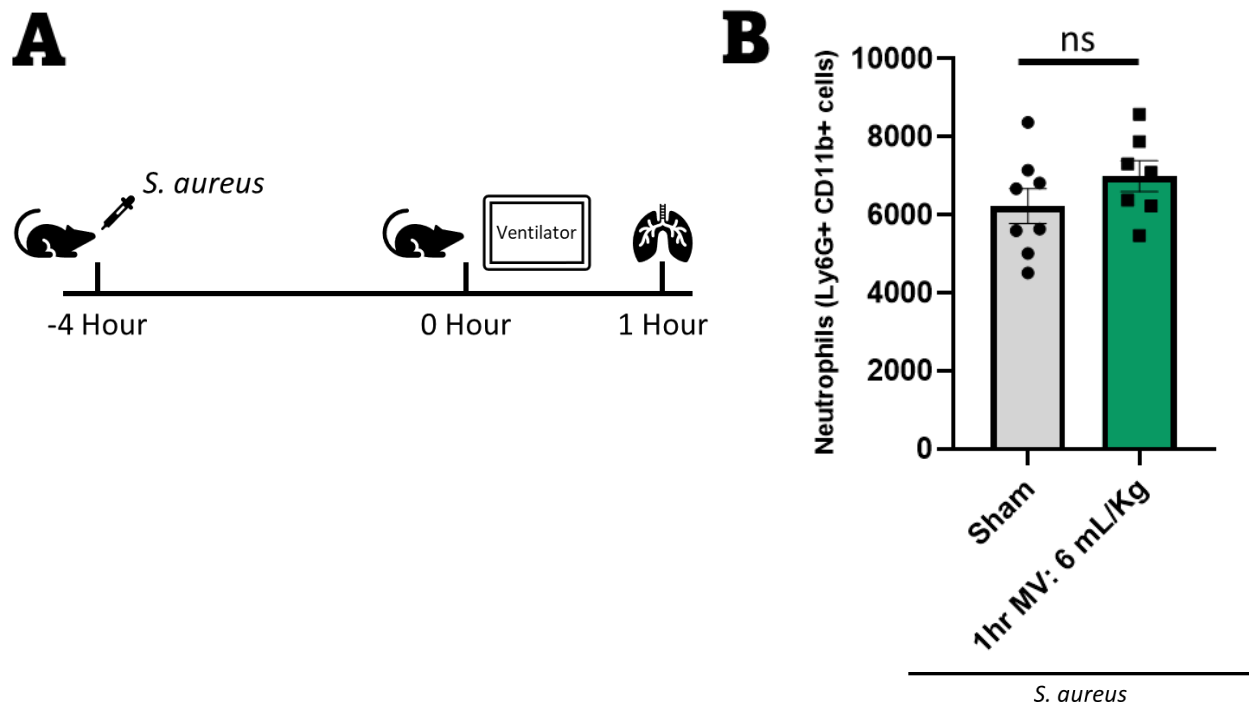 A
S. aureus
Ventilator
-4 Hour
0 Hour
1 Hour
B
ns
Neutrophils (Ly6G+ CD11b+ cells)
10000
8000
6000
4000
2000
0
Sham
1hr MV: 6 mL/Kg
S. aureus